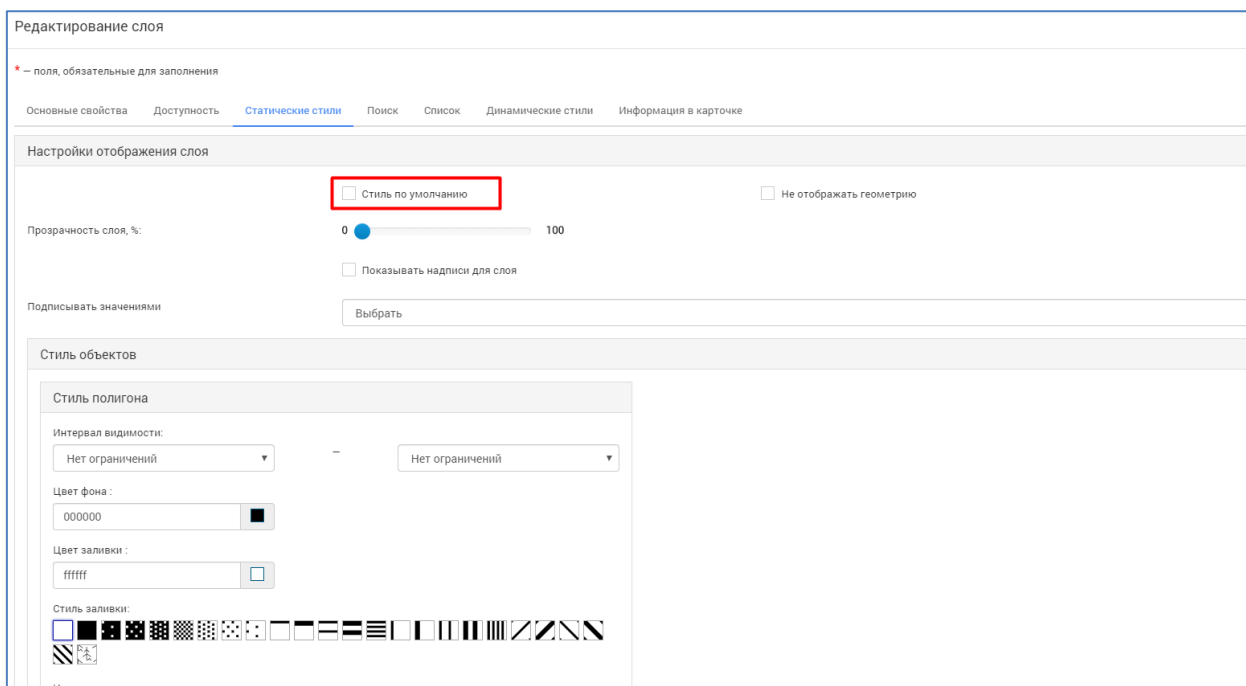 Редактирование слоя
* – поля, обязательные для заполнения
Основные свойства Доступность Статические стили Поиск Список Динамические стили Информация в карточке
Настройки отображения слоя
Стиль по умолчанию Не отображать геометрию
Прозрачность слоя, %: 0 100
Показывать надписи для слоя
Подписывать значениями Выбрать
Стиль объектов
Стиль полигона
Интервал видимости:
Нет ограничений – Нет ограничений
Цвет фона :
000000
Цвет заливки :
ffffff
Стиль заливки: